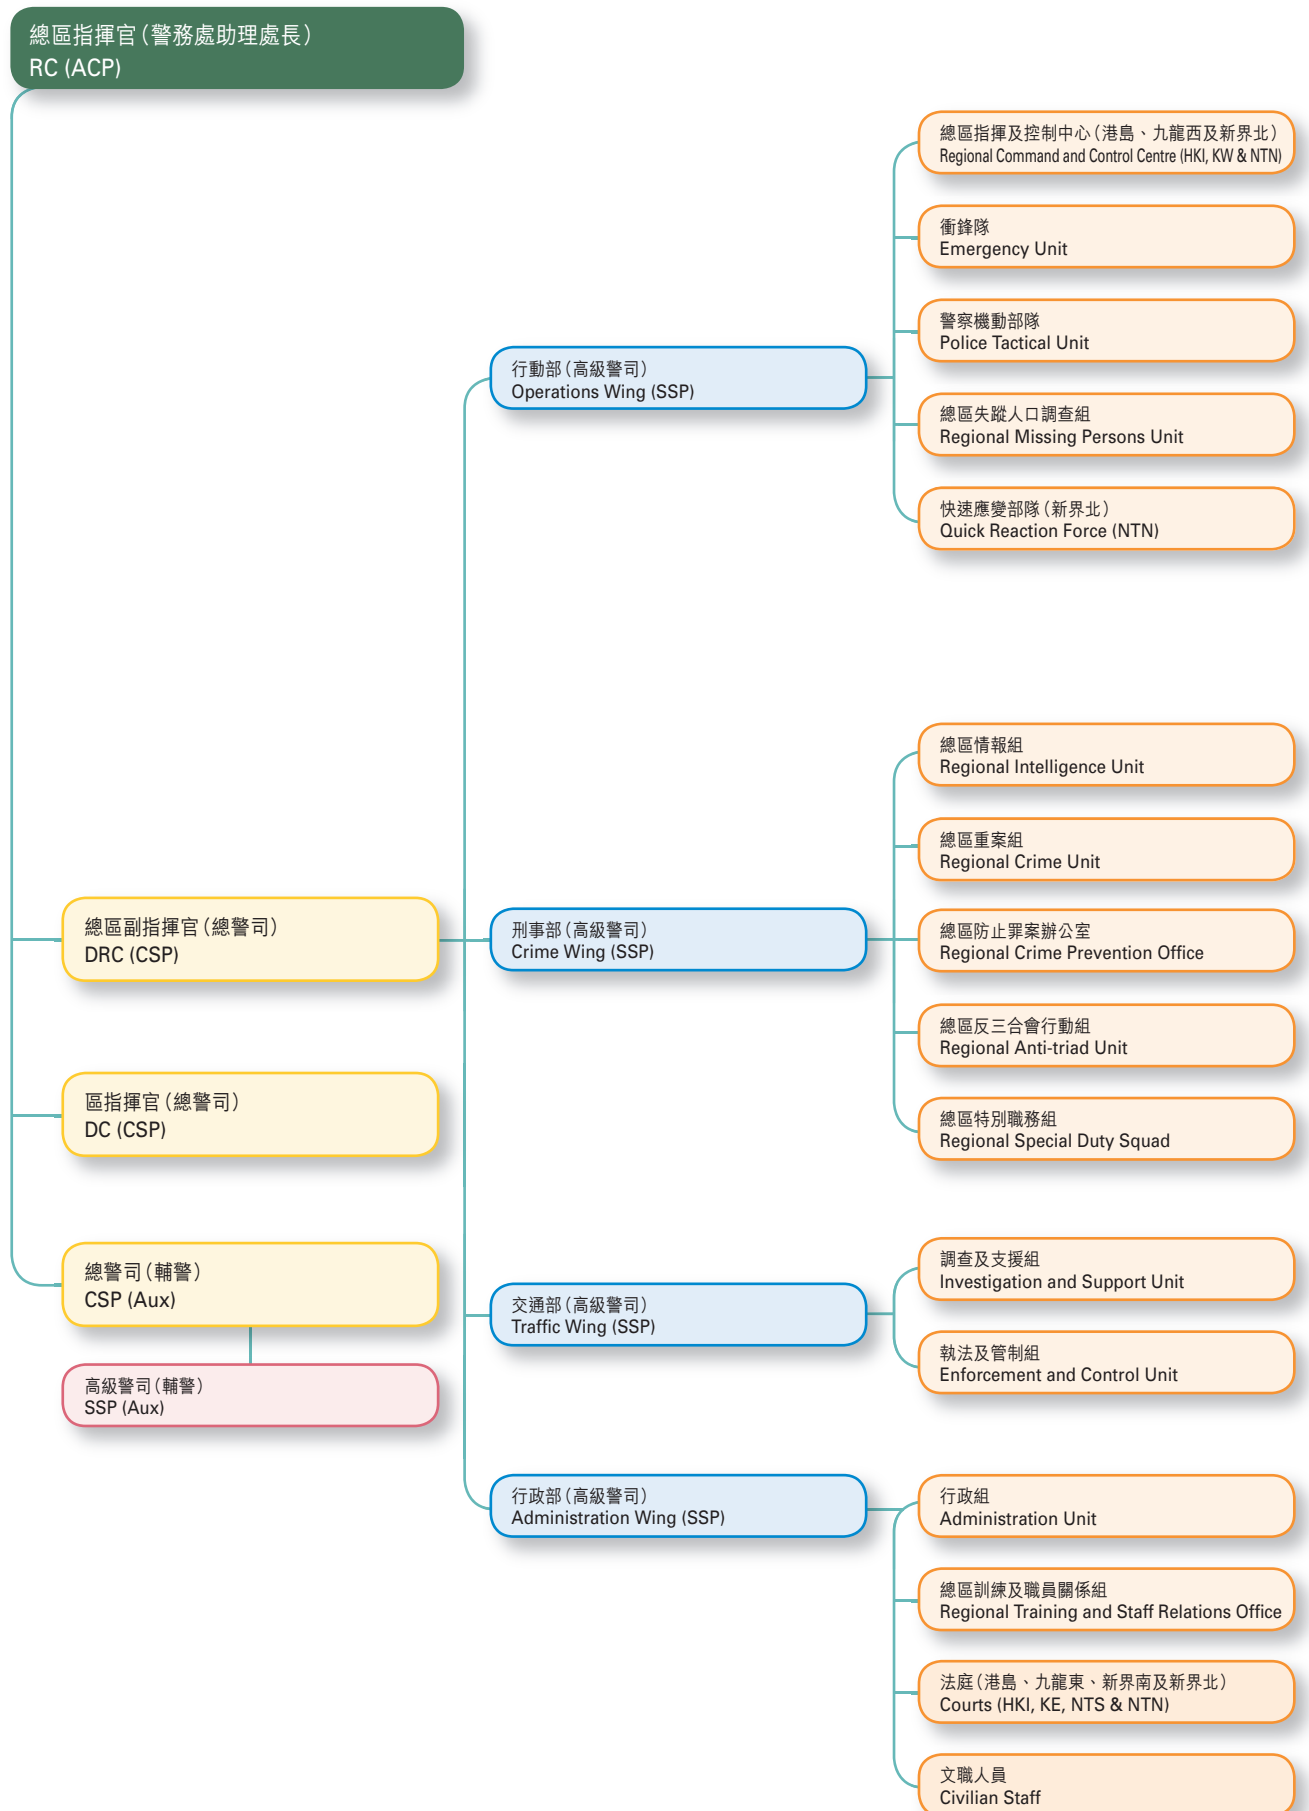 總區指揮官(警務處助理處長)
RC (ACP)
總區指揮及控制中心(港島、九龍西及新界北)
Regional Command and Control Centre (HKI, KW & NTN)
衝鋒隊
Emergency Unit
警察機動部隊
Police Tactical Unit
行動部(高級警司)
Operations Wing (SSP)
總區失蹤人口調查組
Regional Missing Persons Unit
快速應變部隊(新界北)
Quick Reaction Force (NTN)
總區情報組
Regional Intelligence Unit
總區重案組
Regional Crime Unit
總區副指揮官(總警司)
DRC (CSP)
刑事部(高級警司)
Crime Wing (SSP)
總區防止罪案辦公室
Regional Crime Prevention Office
總區反三合會行動組
Regional Anti-triad Unit
區指揮官(總警司)
DC (CSP)
總區特別職務組
Regional Special Duty Squad
總警司(輔警)
CSP (Aux)
調查及支援組
Investigation and Support Unit
交通部(高級警司)
Traffic Wing (SSP)
執法及管制組
Enforcement and Control Unit
高級警司(輔警)
SSP (Aux)
行政部(高級警司)
Administration Wing (SSP)
行政組
Administration Unit
總區訓練及職員關係組
Regional Training and Staff Relations Office
法庭(港島、九龍東、新界南及新界北)
Courts (HKI, KE, NTS & NTN)
文職人員
Civilian Staff